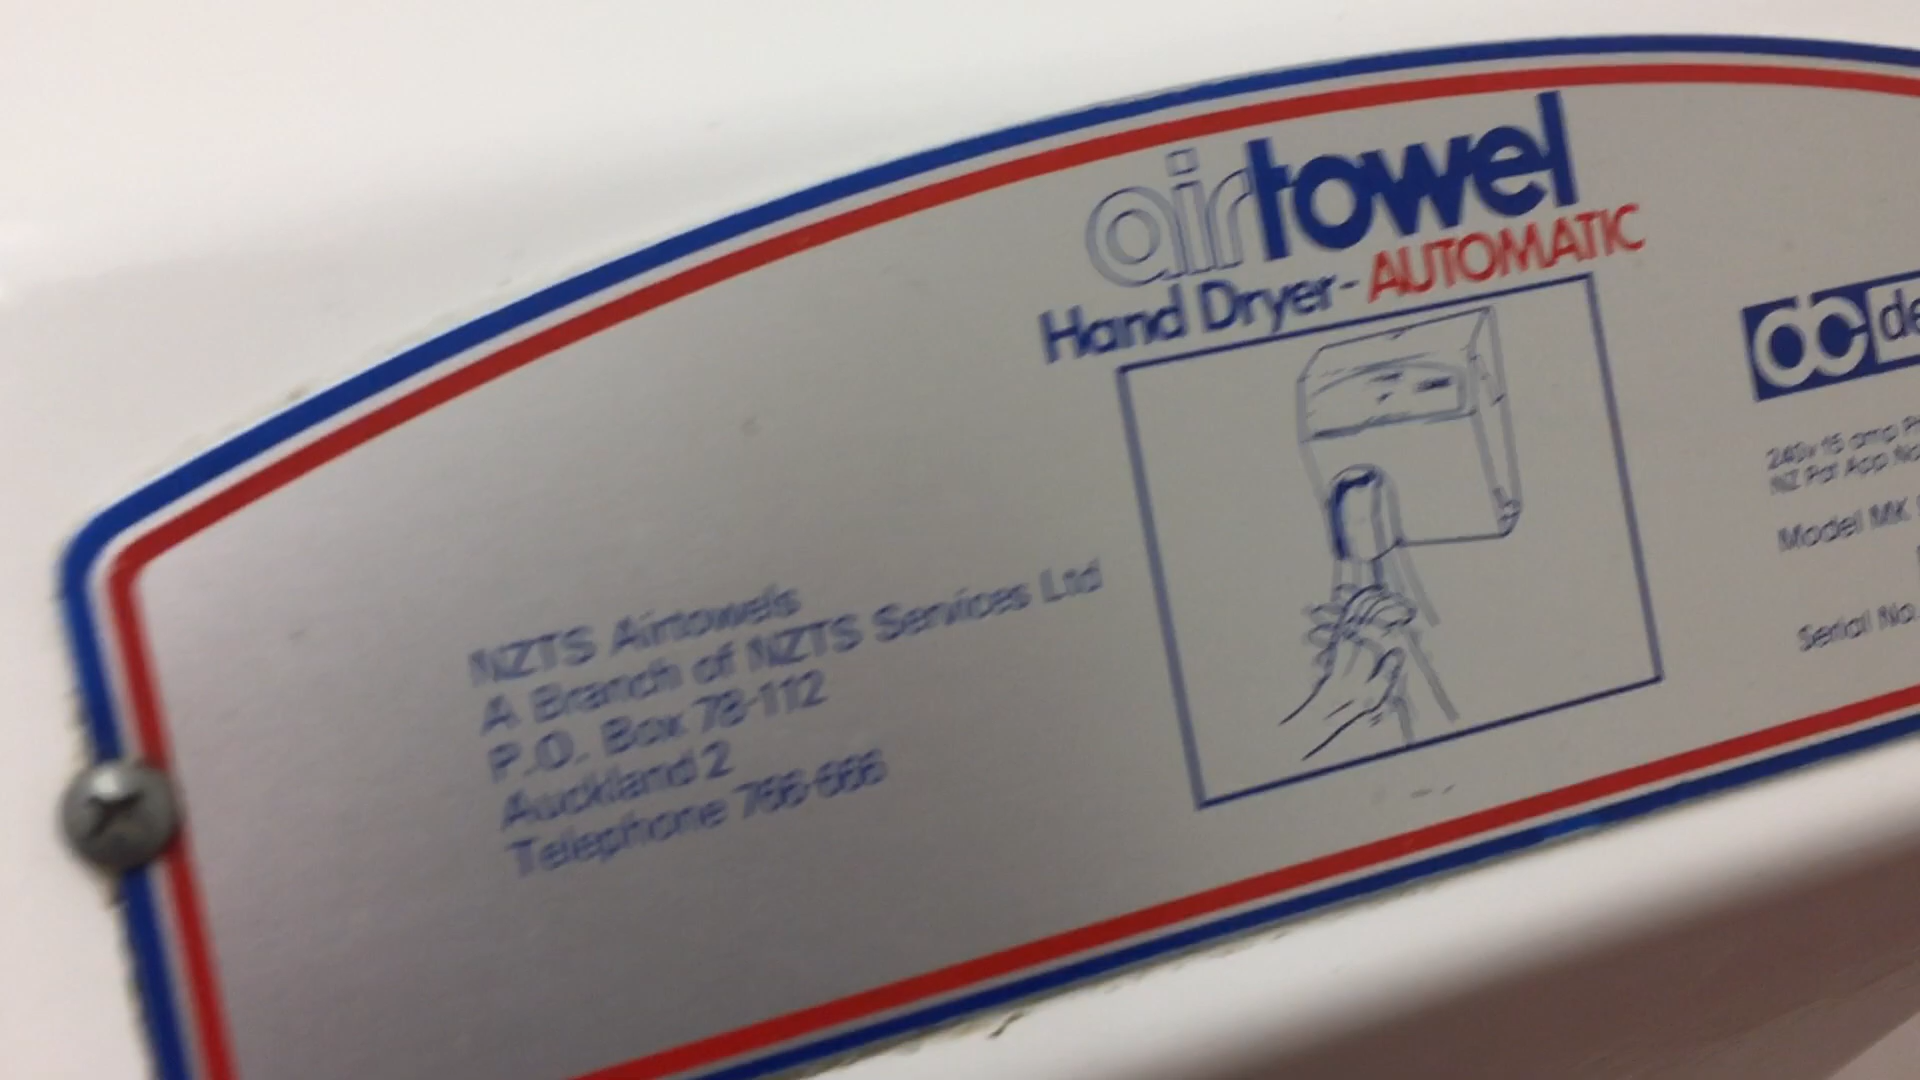 airtowel
Hand Dryer-AUTOMATIC
NZTS Airtowels
A Branch of NZTS Services Ltd
P.O. Box 78-112
Auckland 2
Telephone 766-666
de
240v 15 amp
NZ Pat App No
Model MK
Serial No.